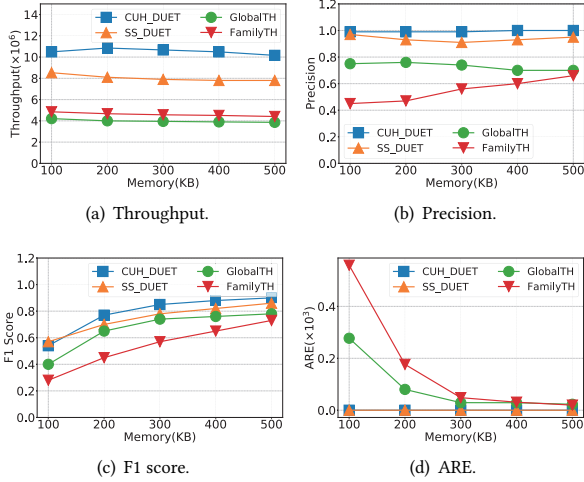 CUH_DUET
SS_DUET
GlobalTH
FamilyTH
Throughput(×10⁶)
16
14
12
10
8
6
4
2
0
100 200 300 400 500
Memory(KB)
(a) Throughput.
Precision
1.2
1.0
0.8
0.6
0.4
0.2
0.0
CUH_DUET
SS_DUET
GlobalTH
FamilyTH
100 200 300 400 500
Memory(KB)
(b) Precision.
F1 Score
1.2
1.0
0.8
0.6
0.4
0.2
0.0
CUH_DUET
SS_DUET
GlobalTH
FamilyTH
100 200 300 400 500
Memory(KB)
(c) F1 score.
ARE(×10³)
0.4
0.2
0.0
CUH_DUET
SS_DUET
GlobalTH
FamilyTH
100 200 300 400 500
Memory(KB)
(d) ARE.